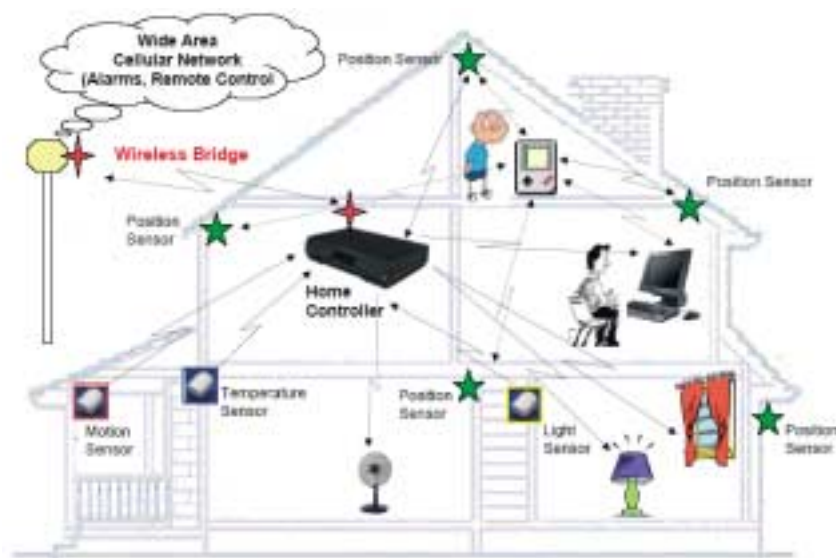 Wide Area
Cellular Network
(Alarms, Remote Control
Position Sensor
Wireless Bridge
Position Sensor
Position
Sensor
Home
Controller
Temperature
Sensor
Position
Sensor
Light
Sensor
Motion
Sensor
Position
Sensor